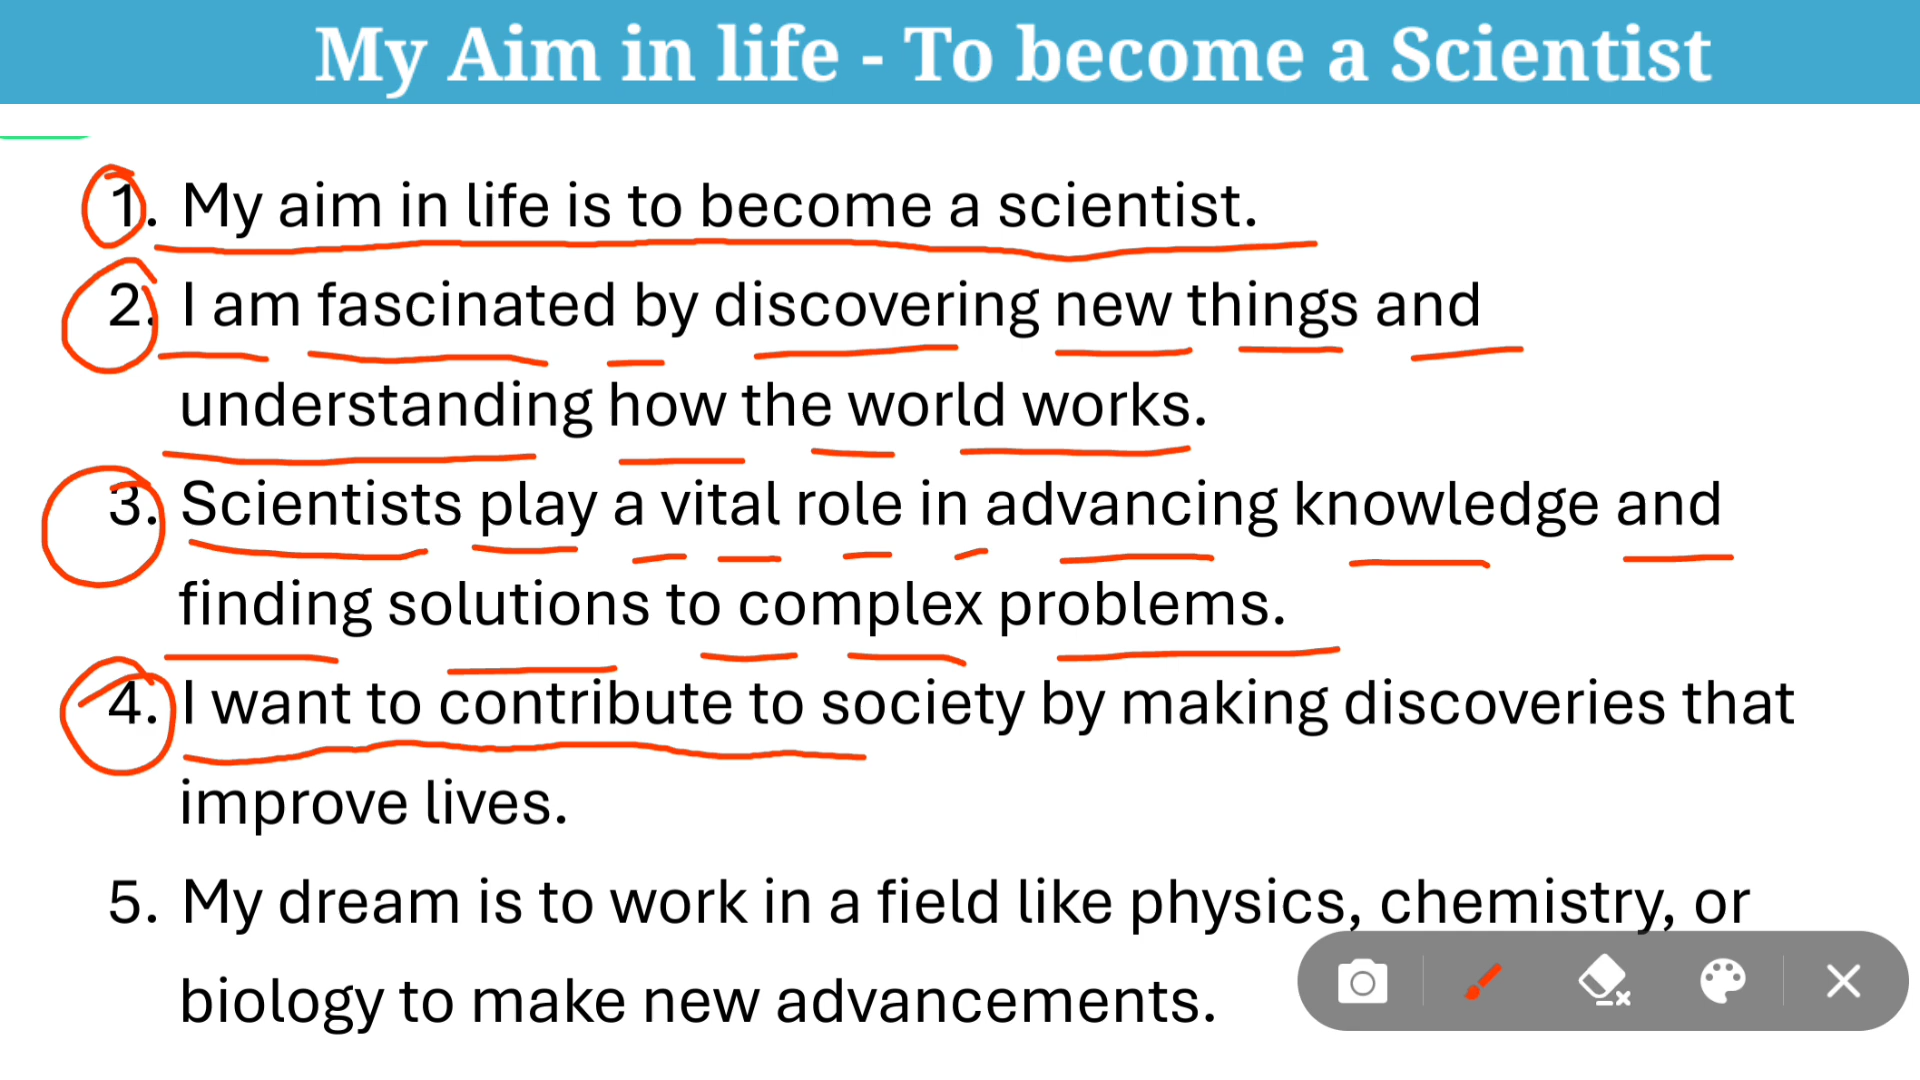 My Aim in life - To become a Scientist
1. My aim in life is to become a scientist.
2. I am fascinated by discovering new things and
understanding how the world works.
3. Scientists play a vital role in advancing knowledge and
finding solutions to complex problems.
4. I want to contribute to society by making discoveries that
improve lives.
5. My dream is to work in a field like physics, chemistry, or
biology to make new advancements.